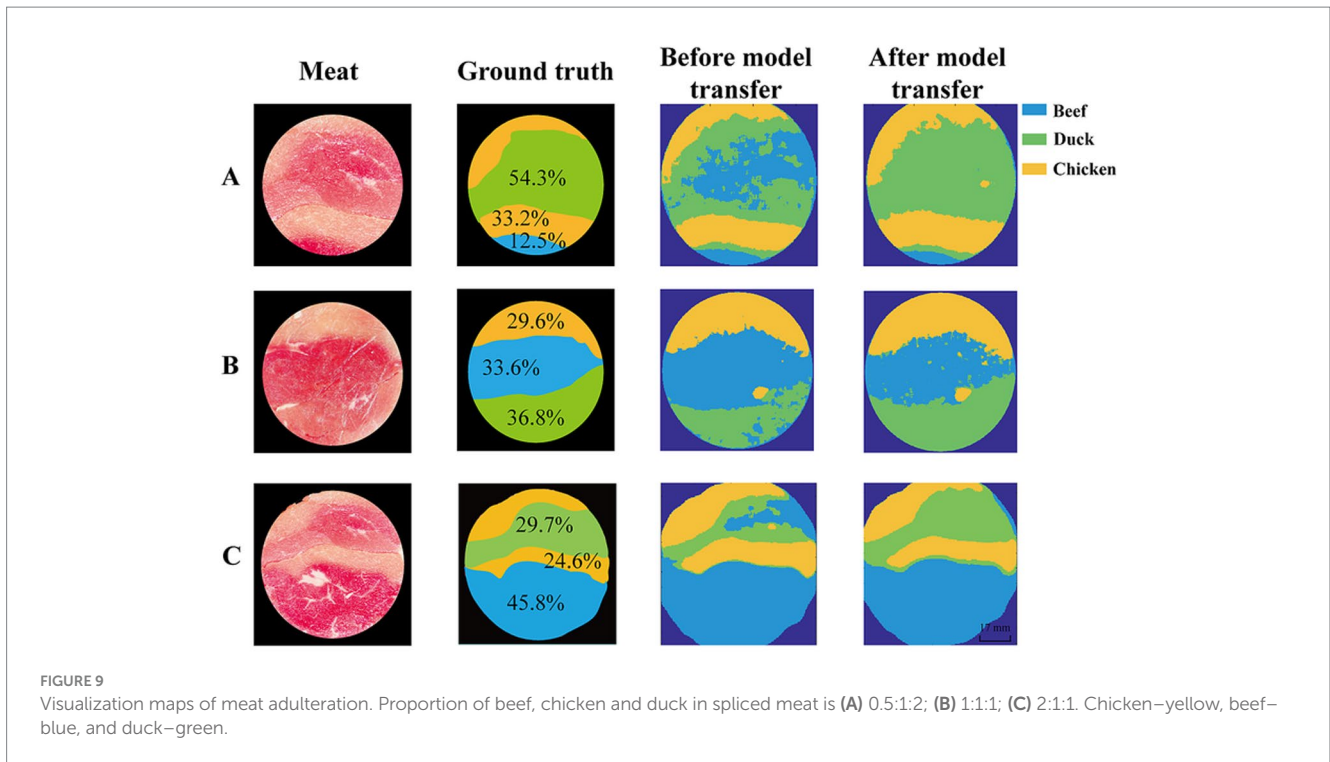 Meat
Ground truth
Before model
transfer
After model
transfer
Beef
Duck
Chicken
A
54.3%
33.2%
12.5%
B
29.6%
33.6%
36.8%
C
29.7%
24.6%
45.8%
17 mm
FIGURE 9
Visualization maps of meat adulteration. Proportion of beef, chicken and duck in spliced meat is (A) 0.5:1:2; (B) 1:1:1; (C) 2:1:1. Chicken–yellow, beef–
blue, and duck–green.